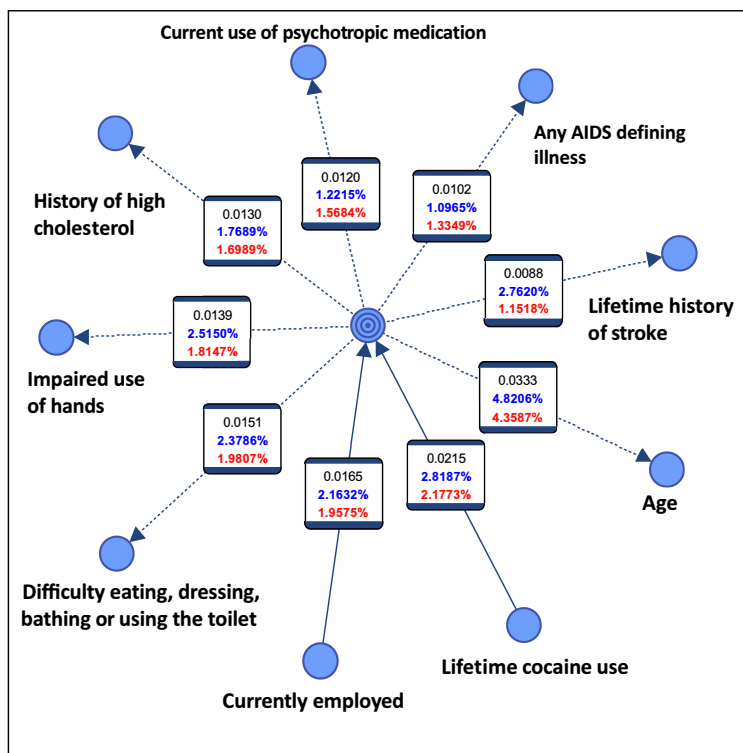 Current use of psychotropic medication
Any AIDS defining
illness
0.0120
1.2215%
1.5684%
0.0102
1.0965%
1.3349%
History of high
cholesterol
0.0130
1.7689%
1.6989%
0.0088
2.7620%
1.1518%
Lifetime history
of stroke
0.0139
2.5150%
1.8147%
Impaired use
of hands
0.0333
4.8206%
4.3587%
0.0151
2.3786%
1.9807%
0.0215
2.8187%
2.1773%
0.0165
2.1632%
1.9575%
Age
Difficulty eating, dressing,
bathing or using the toilet
Lifetime cocaine use
Currently employed